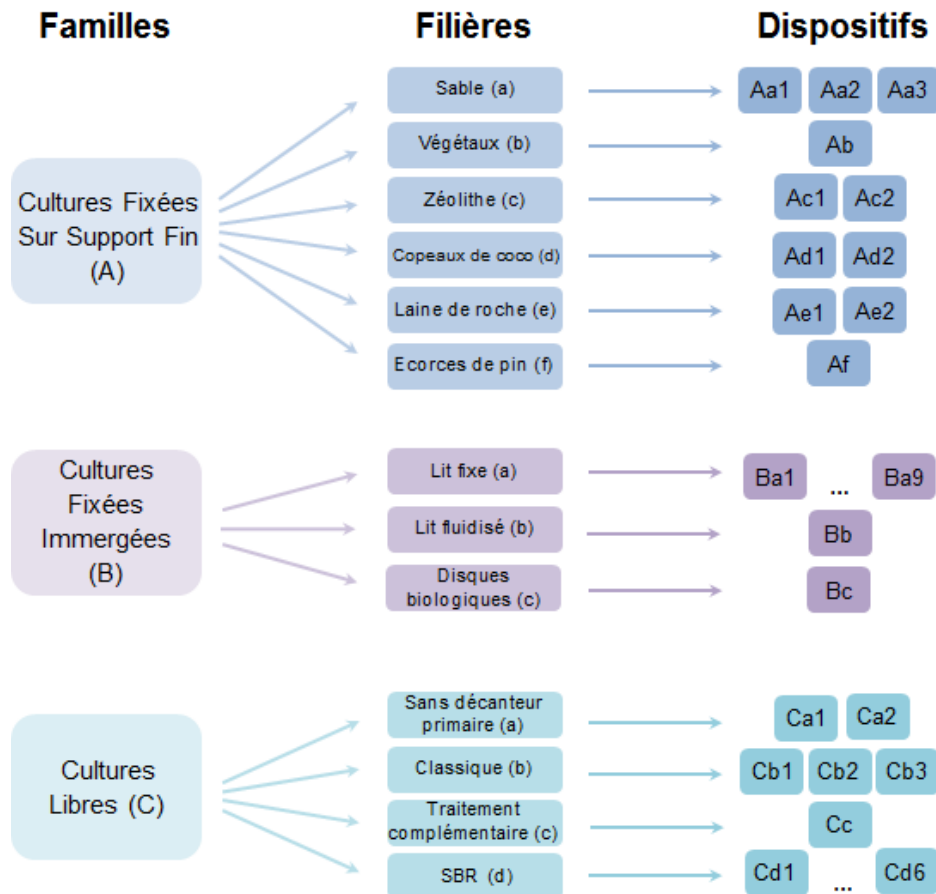 Familles
Filières
Dispositifs
Cultures Fixées
Sur Support Fin
(A)
Sable (a)
Aa1 Aa2 Aa3
Végétaux (b)
Ab
Zéolithe (c)
Ac1 Ac2
Copeaux de coco (d)
Ad1 Ad2
Laine de roche (e)
Ae1 Ae2
Ecorces de pin (f)
Af
Cultures
Fixées
Immergées
(B)
Lit fixe (a)
Ba1 ... Ba9
Lit fluidisé (b)
Bb
Disques
biologiques (c)
Bc
Cultures
Libres (C)
Sans décanteur
primaire (a)
Ca1 Ca2
Classique (b)
Cb1 Cb2 Cb3
Traitement
complémentaire (c)
Cc
SBR (d)
Cd1 ... Cd6